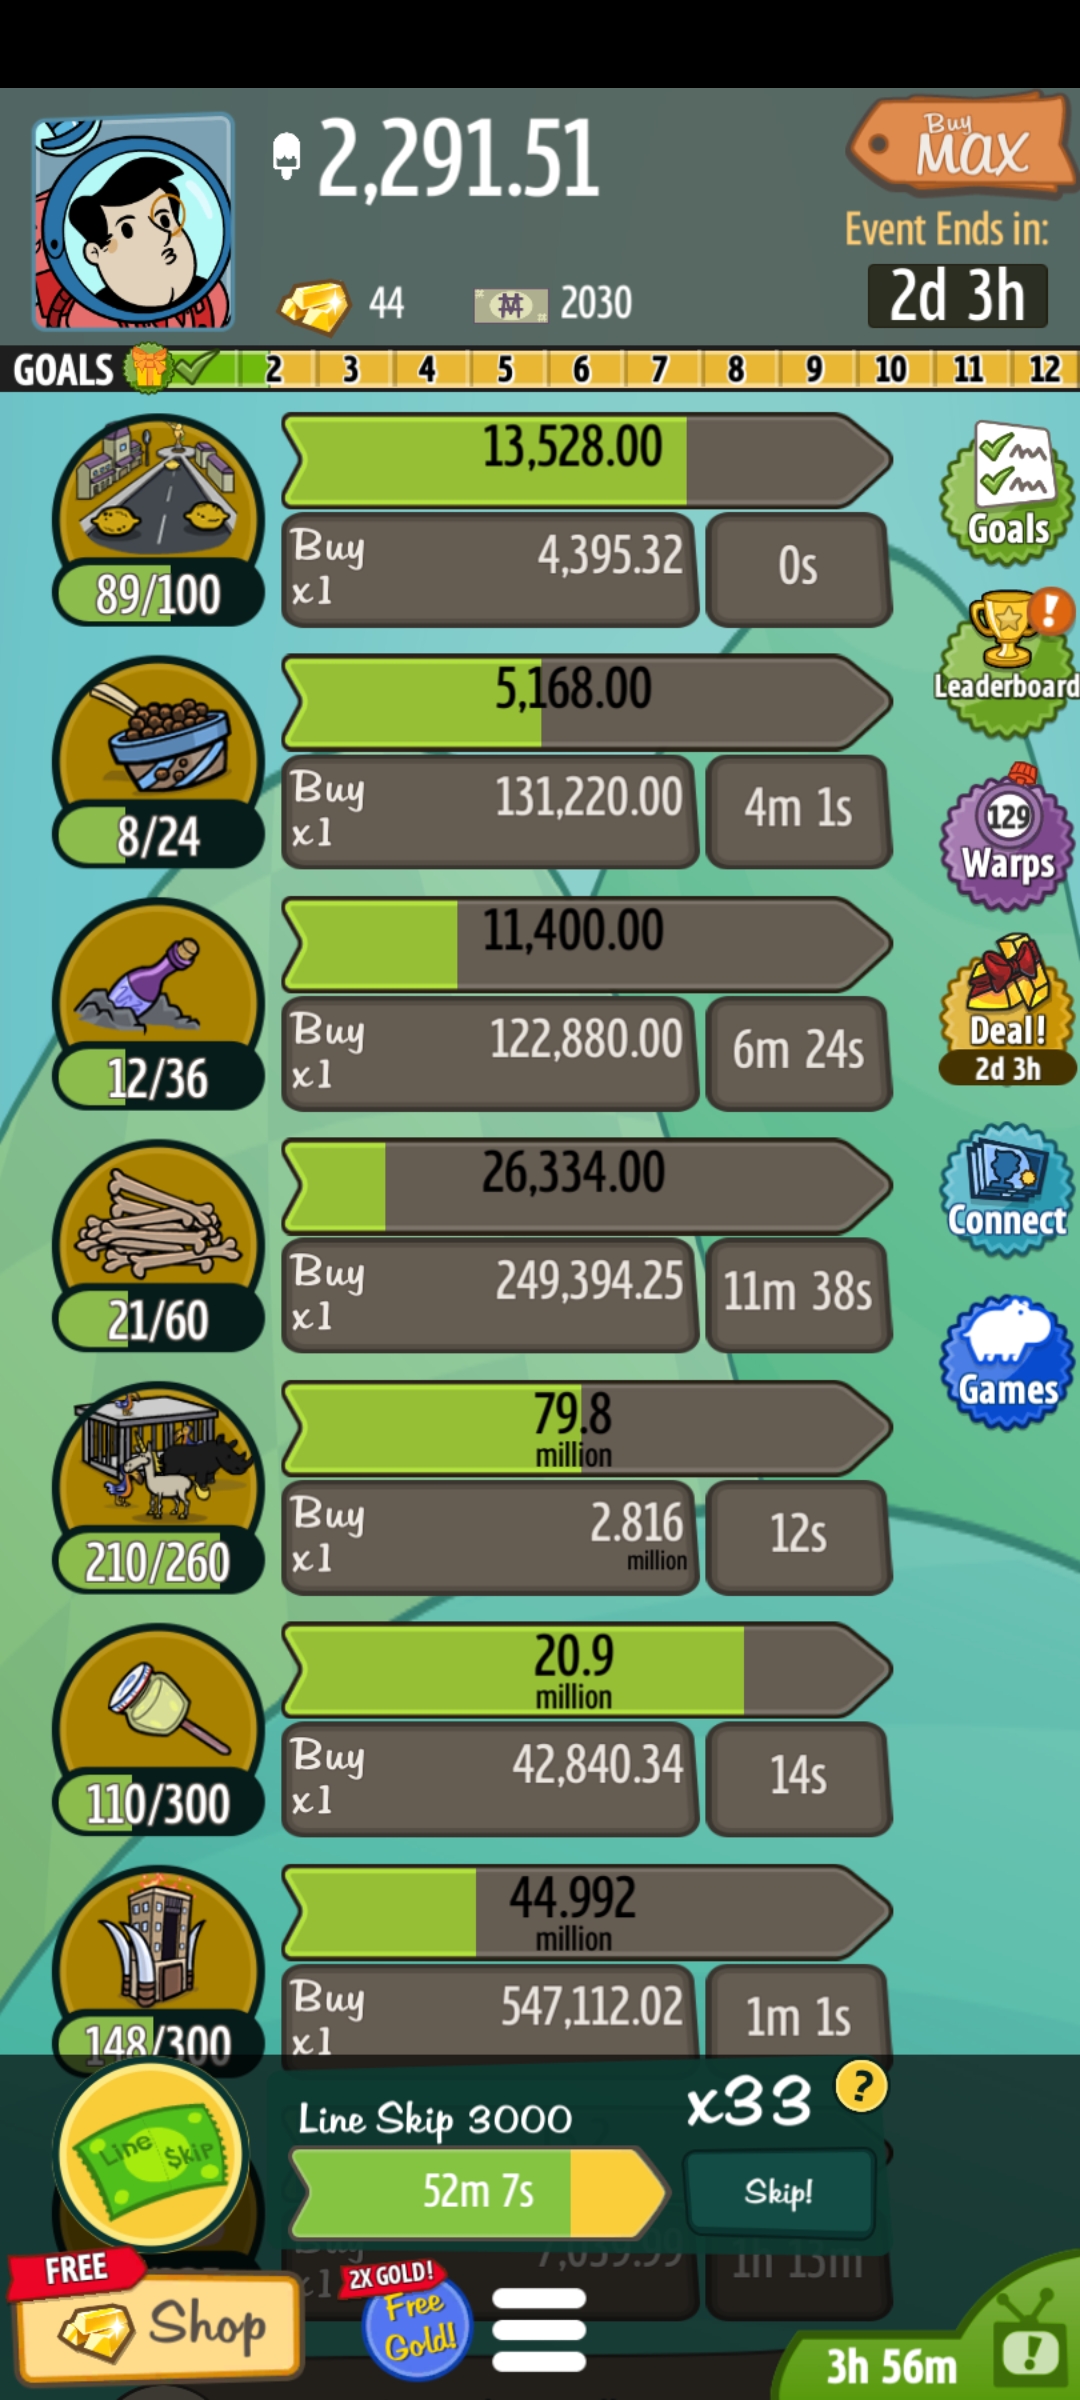 2,291.51
Buy
MAX
Event Ends in:
2d 3h
44
2030
GOALS 2 3 4 5 6 7 8 9 10 11 12
13,528.00
Buy
x1
4,395.32
0s
89/100
Goals
5,168.00
Buy
x1
131,220.00
4m 1s
8/24
!
Leaderboard
11,400.00
Buy
x1
122,880.00
6m 24s
12/36
129
Warps
26,334.00
Buy
x1
249,394.25
11m 38s
21/60
Deal!
2d 3h
79.8
million
Buy
x1
2.816
million
12s
210/260
Connect
20.9
million
Buy
x1
42,840.34
14s
110/300
Games
44.992
million
Buy
x1
547,112.02
1m 1s
148/300
Line Skip
Line Skip 3000
x33
?
52m 7s
Skip!
Buy
x1
7,039.99
1h 13m
FREE
Shop
2X GOLD!
Free
Gold!
3h 56m
!